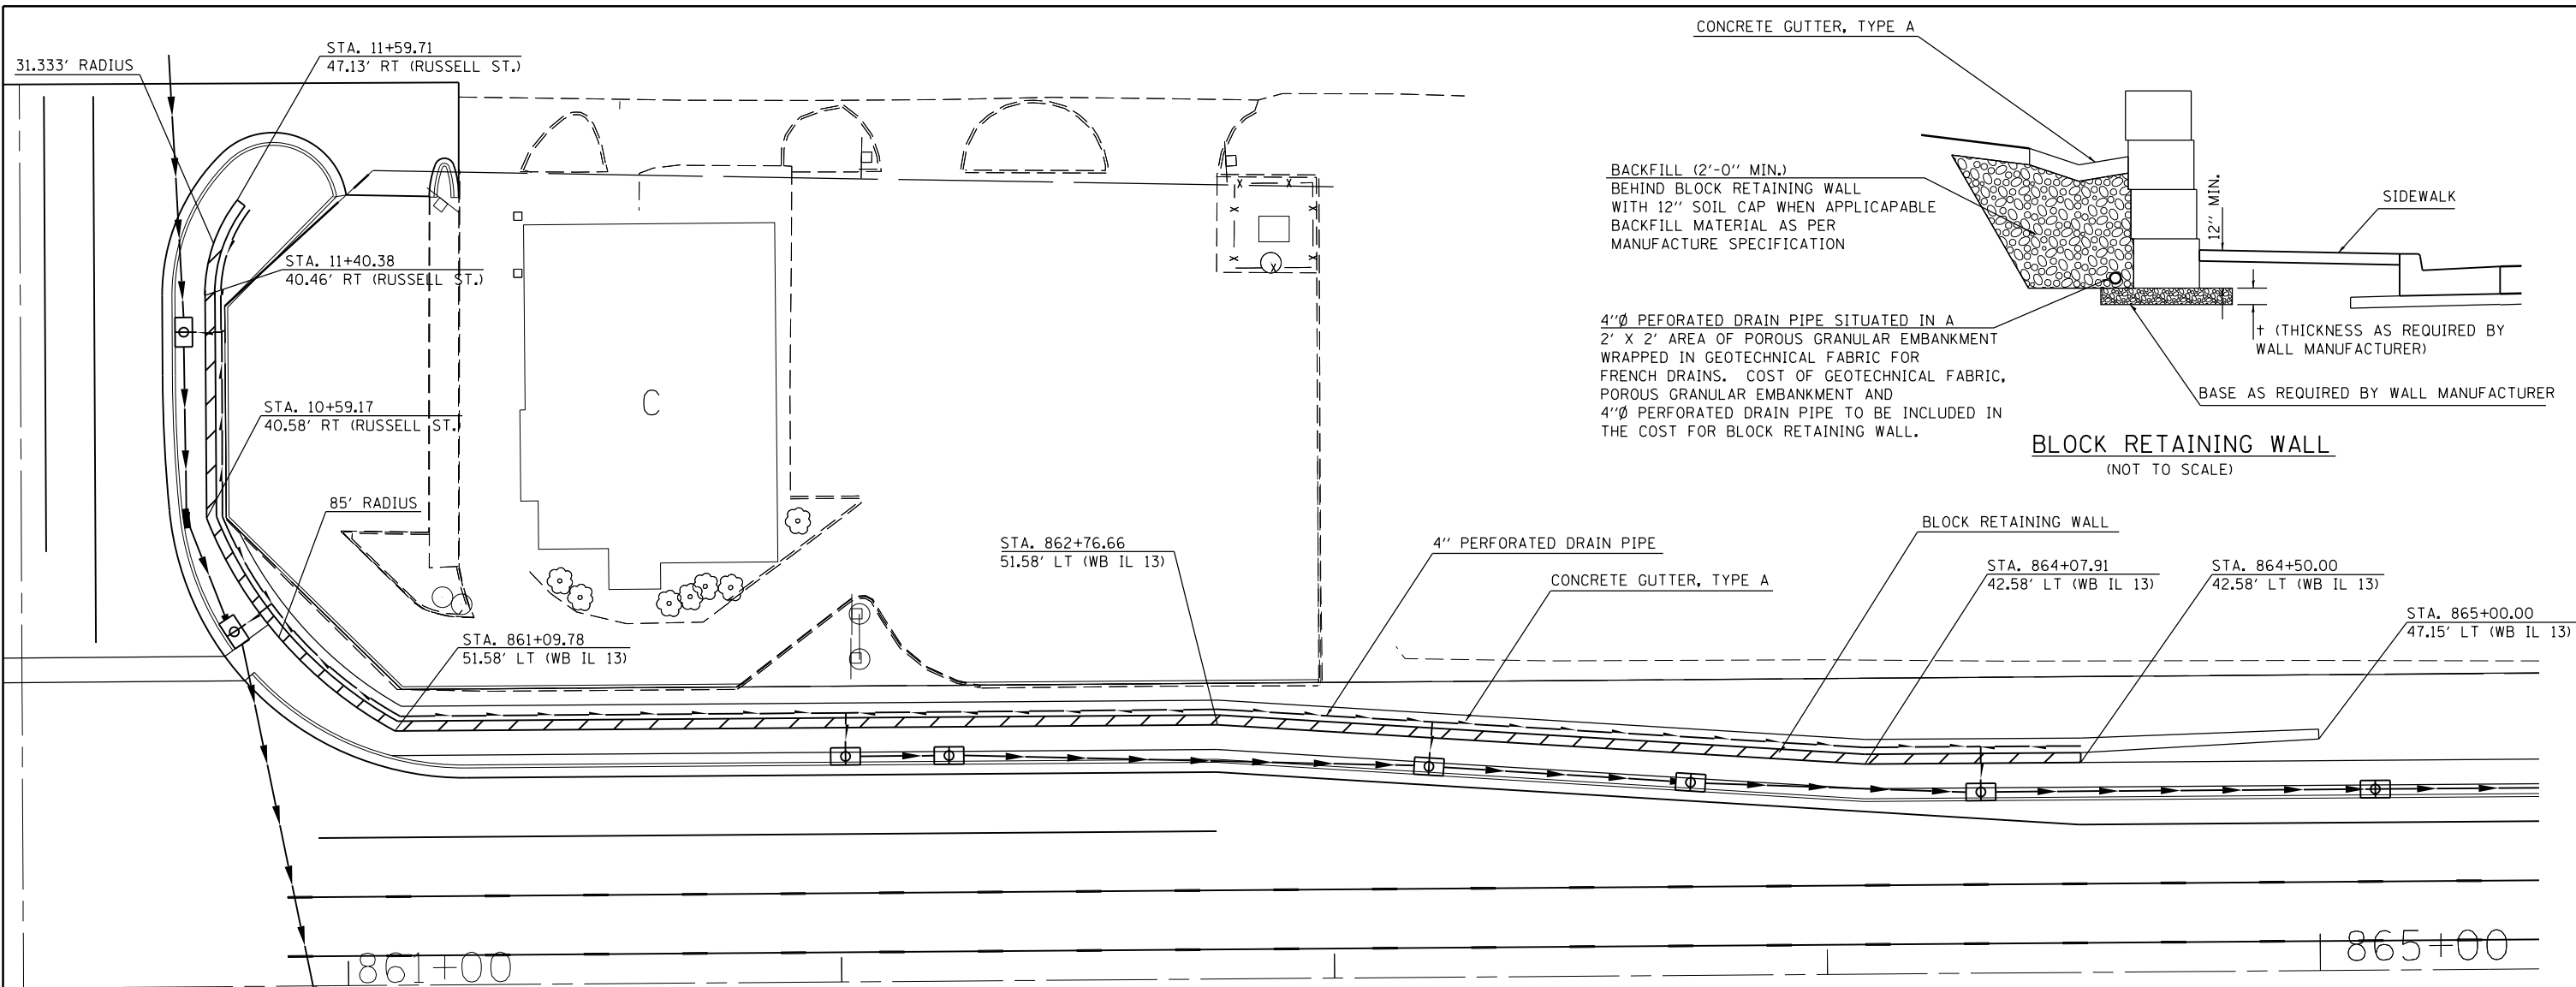 STA. 11+59.71
47.13' RT (RUSSELL ST.)
31.333' RADIUS
STA. 11+40.38
40.46' RT (RUSSELL ST.)
STA. 10+59.17
40.58' RT (RUSSELL ST.)
85' RADIUS
C
STA. 861+09.78
51.58' LT (WB IL 13)
STA. 862+76.66
51.58' LT (WB IL 13)
4'' PERFORATED DRAIN PIPE
CONCRETE GUTTER, TYPE A
BLOCK RETAINING WALL
STA. 864+07.91
42.58' LT (WB IL 13)
STA. 864+50.00
42.58' LT (WB IL 13)
STA. 865+00.00
47.15' LT (WB IL 13)
861+00
865+00
CONCRETE GUTTER, TYPE A
BACKFILL (2'-0'' MIN.)
BEHIND BLOCK RETAINING WALL
WITH 12'' SOIL CAP WHEN APPLICAPABLE
BACKFILL MATERIAL AS PER
MANUFACTURE SPECIFICATION
12'' MIN.
SIDEWALK
4''Ø PEFORATED DRAIN PIPE SITUATED IN A
2' X 2' AREA OF POROUS GRANULAR EMBANKMENT
WRAPPED IN GEOTECHNICAL FABRIC FOR
FRENCH DRAINS. COST OF GEOTECHNICAL FABRIC,
POROUS GRANULAR EMBANKMENT AND
4''Ø PERFORATED DRAIN PIPE TO BE INCLUDED IN
THE COST FOR BLOCK RETAINING WALL.
† (THICKNESS AS REQUIRED BY
WALL MANUFACTURER)
BASE AS REQUIRED BY WALL MANUFACTURER
BLOCK RETAINING WALL
(NOT TO SCALE)